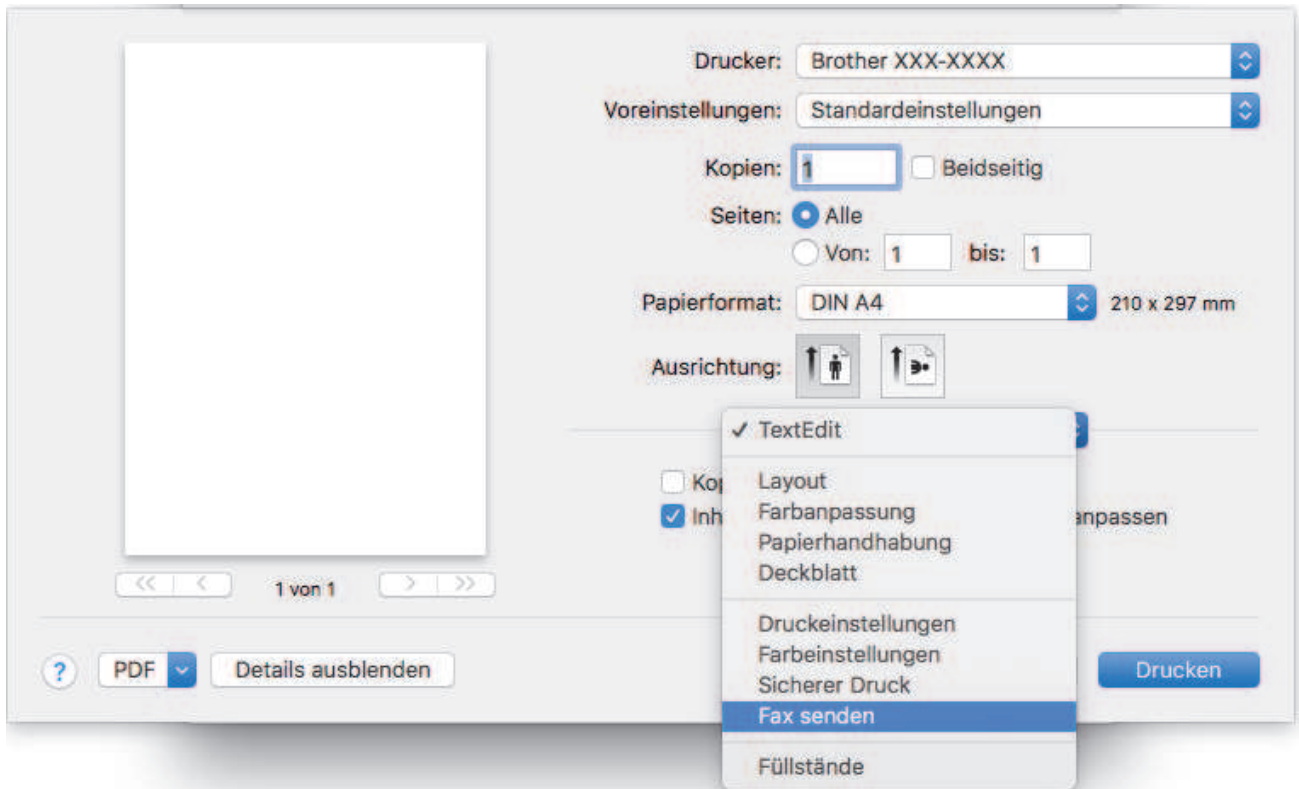 Drucker: Brother XXX-XXXX
Voreinstellungen: Standardeinstellungen
Kopien: 1 Beidseitig
Seiten: Alle
Von: 1 bis: 1
Papierformat: DIN A4 210 x 297 mm
Ausrichtung:
✓ TextEdit
Kop
Inh anpassen
Layout
Farbanpassung
Papierhandhabung
Deckblatt
Druckeinstellungen
Farbeinstellungen
Sicherer Druck
Fax senden
Füllstände
<< < 1 von 1 > >>
? PDF Details ausblenden Drucken